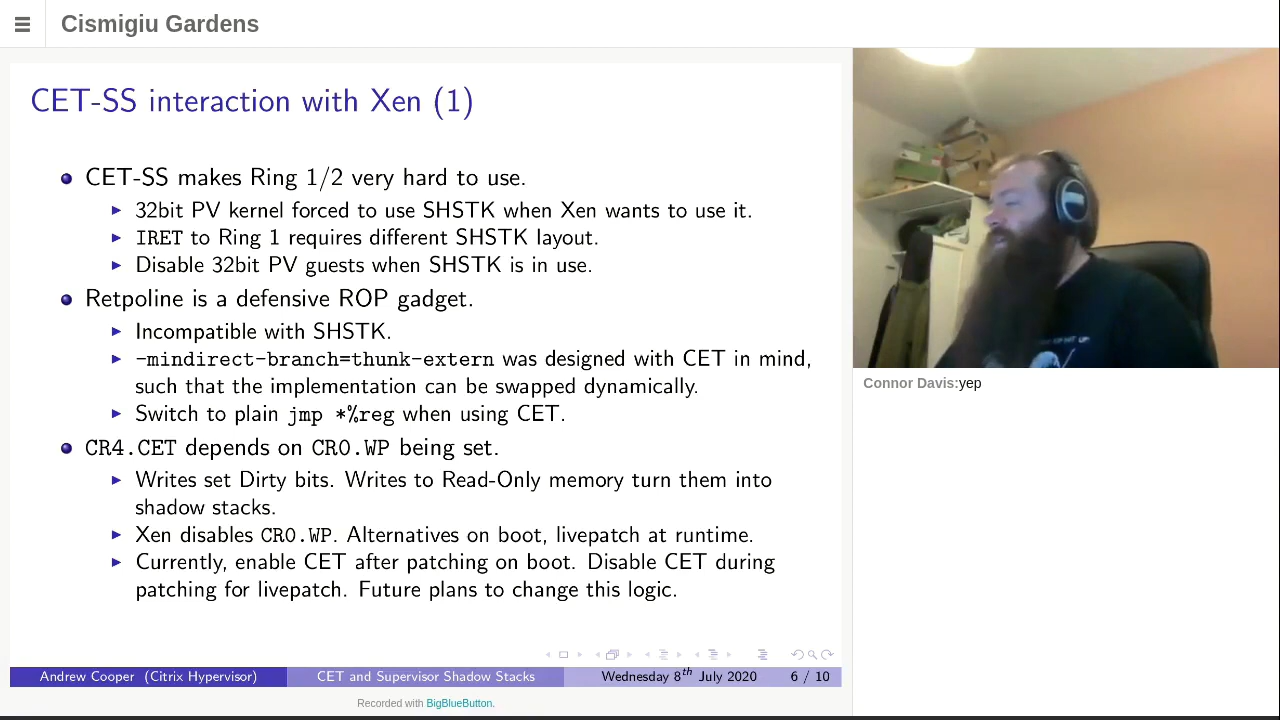 Cismigiu Gardens
CET-SS interaction with Xen (1)
CET-SS makes Ring 1/2 very hard to use.
32bit PV kernel forced to use SHSTK when Xen wants to use it.
IRET to Ring 1 requires different SHSTK layout.
Disable 32bit PV guests when SHSTK is in use.
Retpoline is a defensive ROP gadget.
Incompatible with SHSTK.
-mindirect-branch=thunk-extern was designed with CET in mind,
such that the implementation can be swapped dynamically.
Switch to plain jmp *%reg when using CET.
CR4.CET depends on CR0.WP being set.
Writes set Dirty bits. Writes to Read-Only memory turn them into
shadow stacks.
Xen disables CR0.WP. Alternatives on boot, livepatch at runtime.
Currently, enable CET after patching on boot. Disable CET during
patching for livepatch. Future plans to change this logic.
Andrew Cooper (Citrix Hypervisor) CET and Supervisor Shadow Stacks Wednesday 8th July 2020 6 / 10
Recorded with BigBlueButton.
Connor Davis:yep